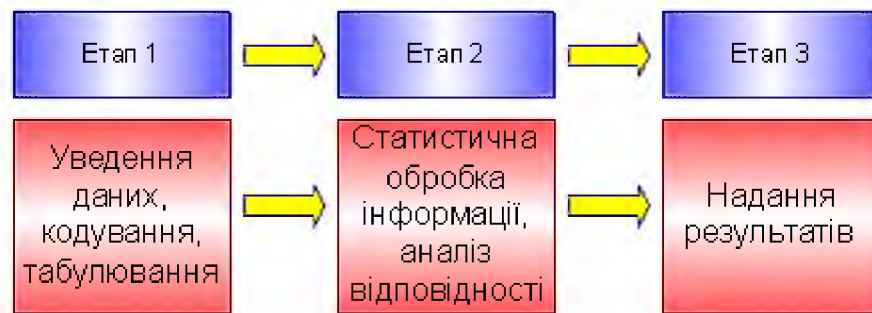 Етап 1
Етап 2
Етап 3
Уведення
даних,
кодування,
табулювання
Статистична
обробка
інформації,
аналіз
відповідності
Надання
результатів